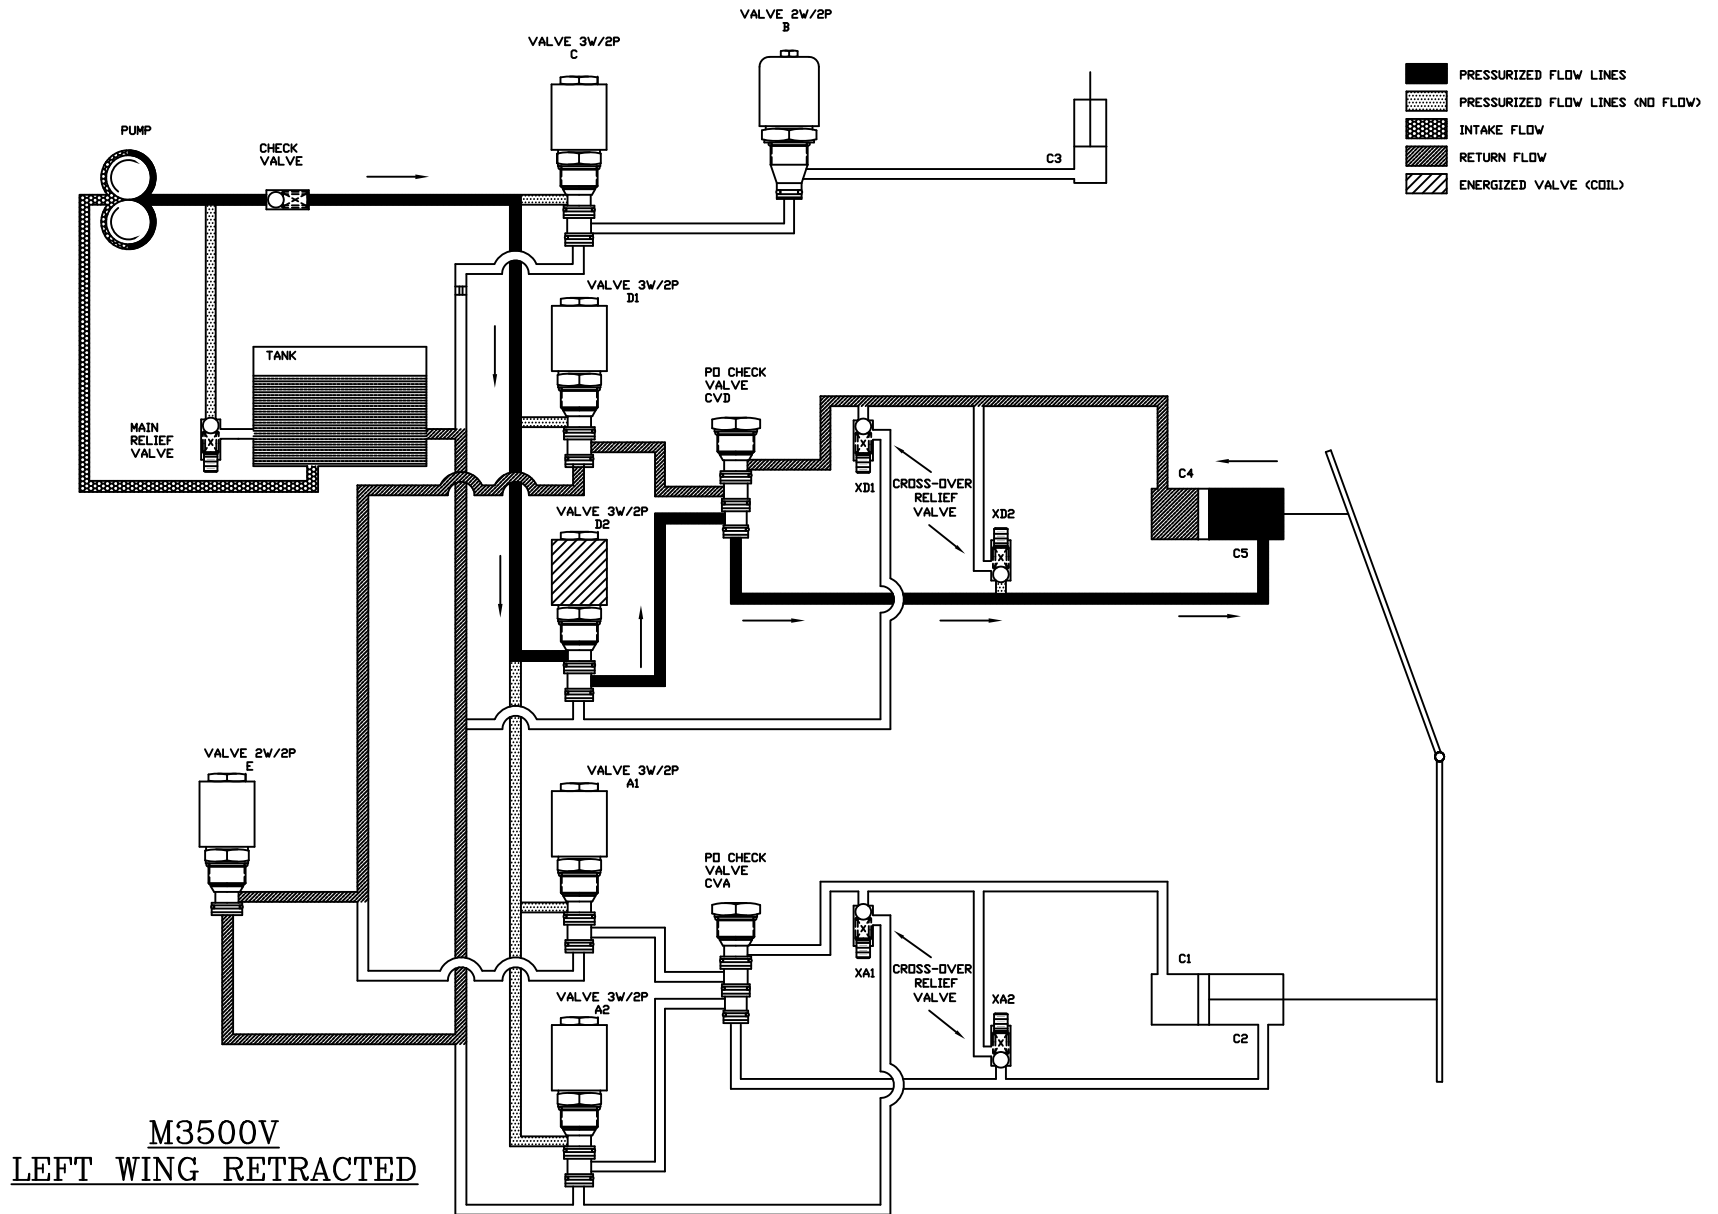 VALVE 2W/2P
B
VALVE 3W/2P
C
PRESSURIZED FLOW LINES
PRESSURIZED FLOW LINES (NO FLOW)
INTAKE FLOW
RETURN FLOW
ENERGIZED VALVE (COIL)
PUMP
CHECK
VALVE
C3
VALVE 3W/2P
D1
TANK
MAIN
RELIEF
VALVE
PO CHECK
VALVE
CVD
XD1
CROSS-OVER
RELIEF
VALVE
XD2
C4
C5
VALVE 3W/2P
D2
VALVE 2W/2P
E
VALVE 3W/2P
A1
PO CHECK
VALVE
CVA
XA1
CROSS-OVER
RELIEF
VALVE
XA2
C1
C2
VALVE 3W/2P
A2
M3500V
LEFT WING RETRACTED